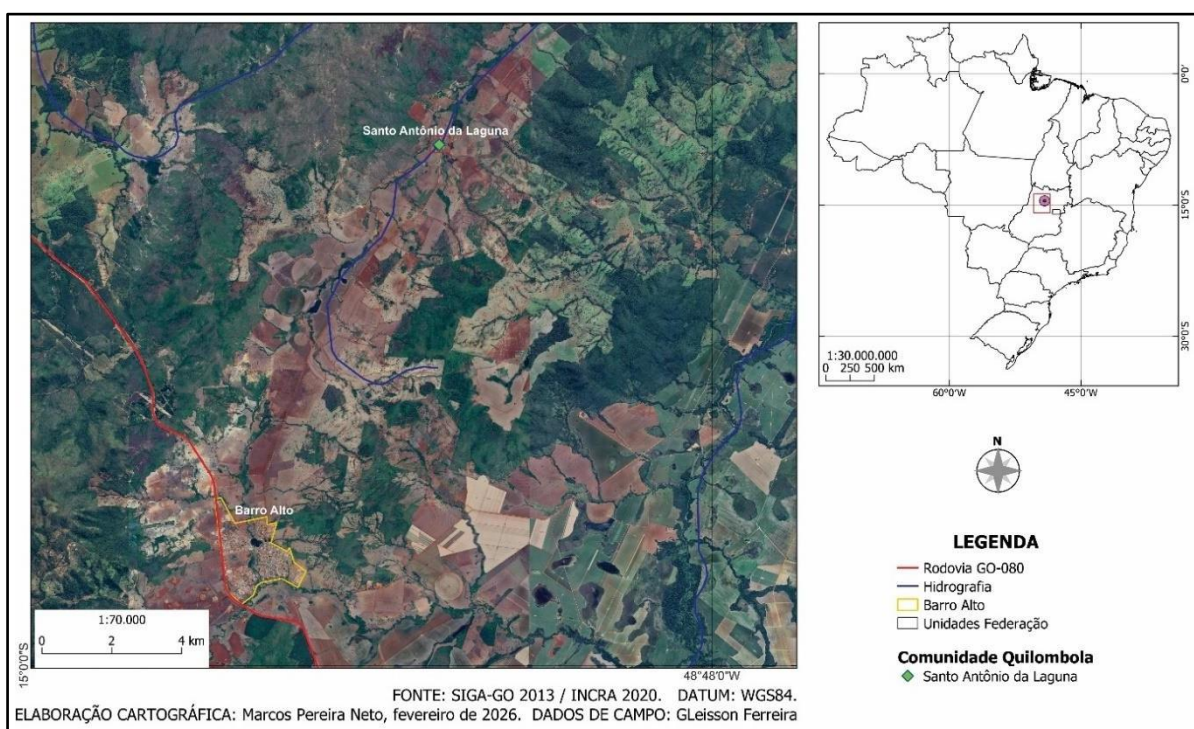 Santo Antônio da Laguna
Barro Alto
1:70.000
0 2 4 km
15°0'0"S
48°48'0"W
0°0'
15°0'S
30°0'S
1:30.000.000
0 250 500 km
60°0'W
45°0'W
N
LEGENDA
Rodovia GO-080
Hidrografia
Barro Alto
Unidades Federação
Comunidade Quilombola
Santo Antônio da Laguna
FONTE: SIGA-GO 2013 / INCRA 2020. DATUM: WGS84.
ELABORAÇÃO CARTOGRÁFICA: Marcos Pereira Neto, fevereiro de 2026. DADOS DE CAMPO: GLeisson Ferreira